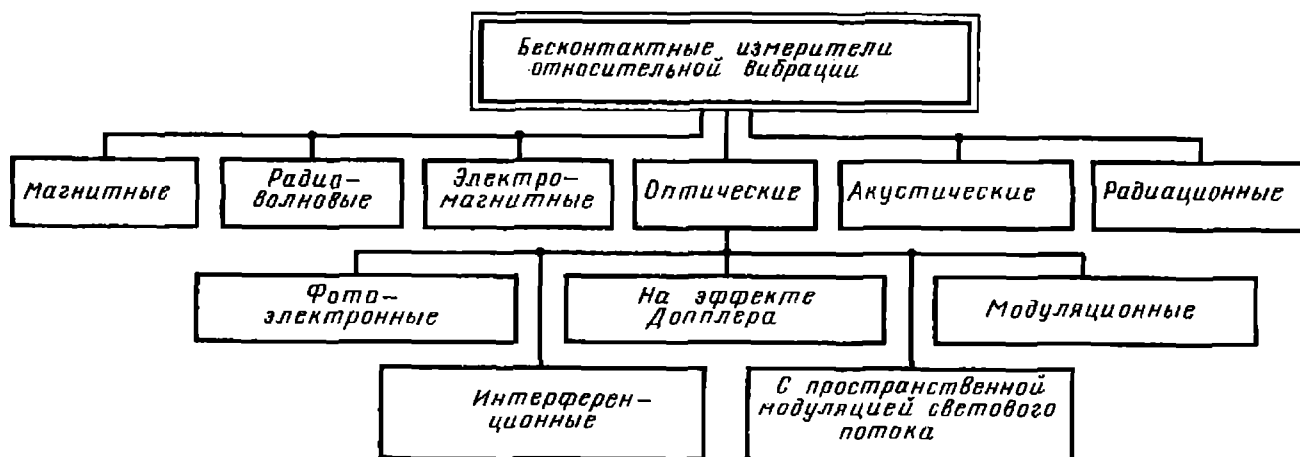 Бесконтактные измерители
относительной вибрации
Магнитные
Радио-
волновые
Электро-
магнитные
Оптические
Акустические
Радиационные
Фото-
электронные
На эффекте
Допплера
Модуляционные
Интерферен-
ционные
С пространственной
модуляцией светового
потока